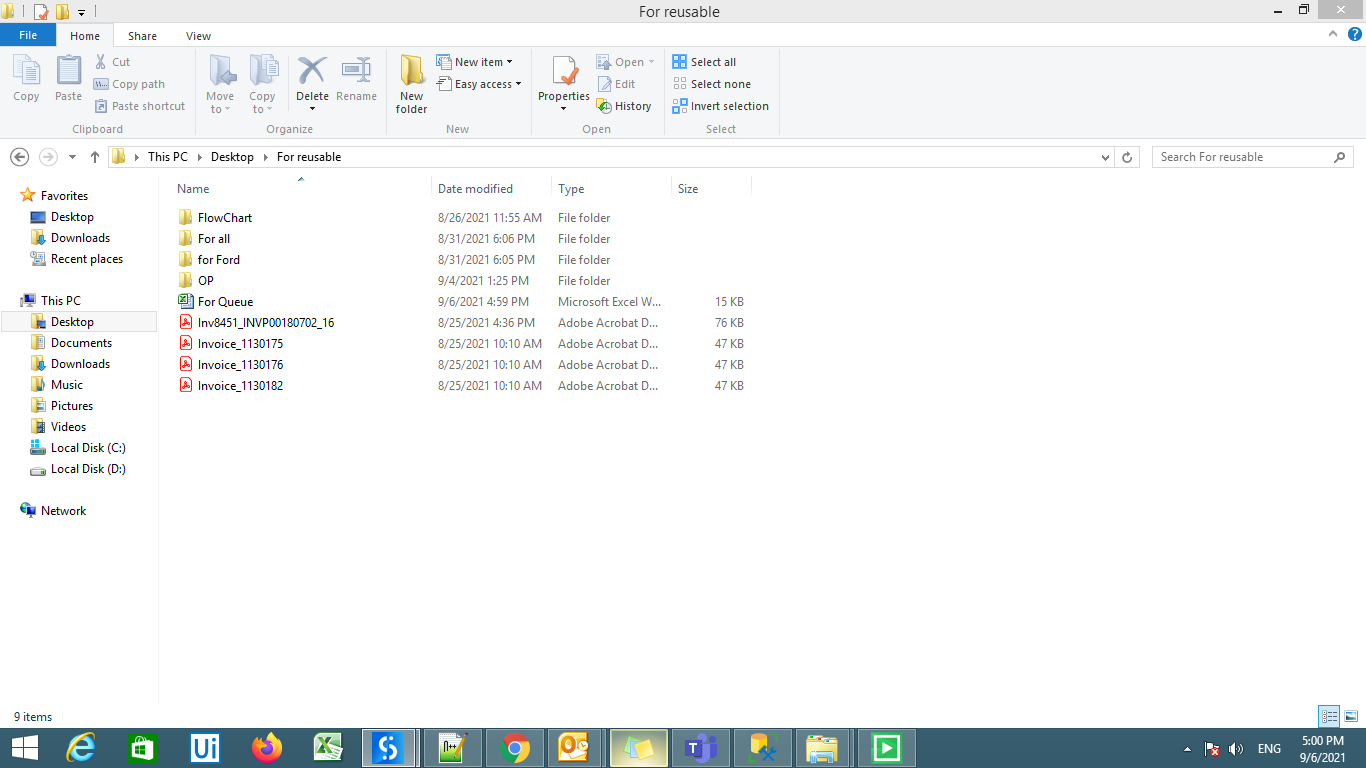 For reusable
File Home Share View
Copy Paste Cut Copy path Paste shortcut
Clipboard
Move to Copy to Delete Rename
Organize
New folder New item Easy access
New
Properties Open Edit History
Open
Select all
Select none
Invert selection
Select
This PC Desktop For reusable
Search For reusable
Favorites
Desktop
Downloads
Recent places
This PC
Desktop
Documents
Downloads
Music
Pictures
Videos
Local Disk (C:)
Local Disk (D:)
Network
Name Date modified Type Size
FlowChart 8/26/2021 11:55 AM File folder
For all 8/31/2021 6:06 PM File folder
for Ford 8/31/2021 6:05 PM File folder
OP 9/4/2021 1:25 PM File folder
For Queue 9/6/2021 4:59 PM Microsoft Excel W... 15 KB
Inv8451_INVP00180702_16 8/25/2021 4:36 PM Adobe Acrobat D... 76 KB
Invoice_1130175 8/25/2021 10:10 AM Adobe Acrobat D... 47 KB
Invoice_1130176 8/25/2021 10:10 AM Adobe Acrobat D... 47 KB
Invoice_1130182 8/25/2021 10:10 AM Adobe Acrobat D... 47 KB
9 items
ENG
5:00 PM
9/6/2021